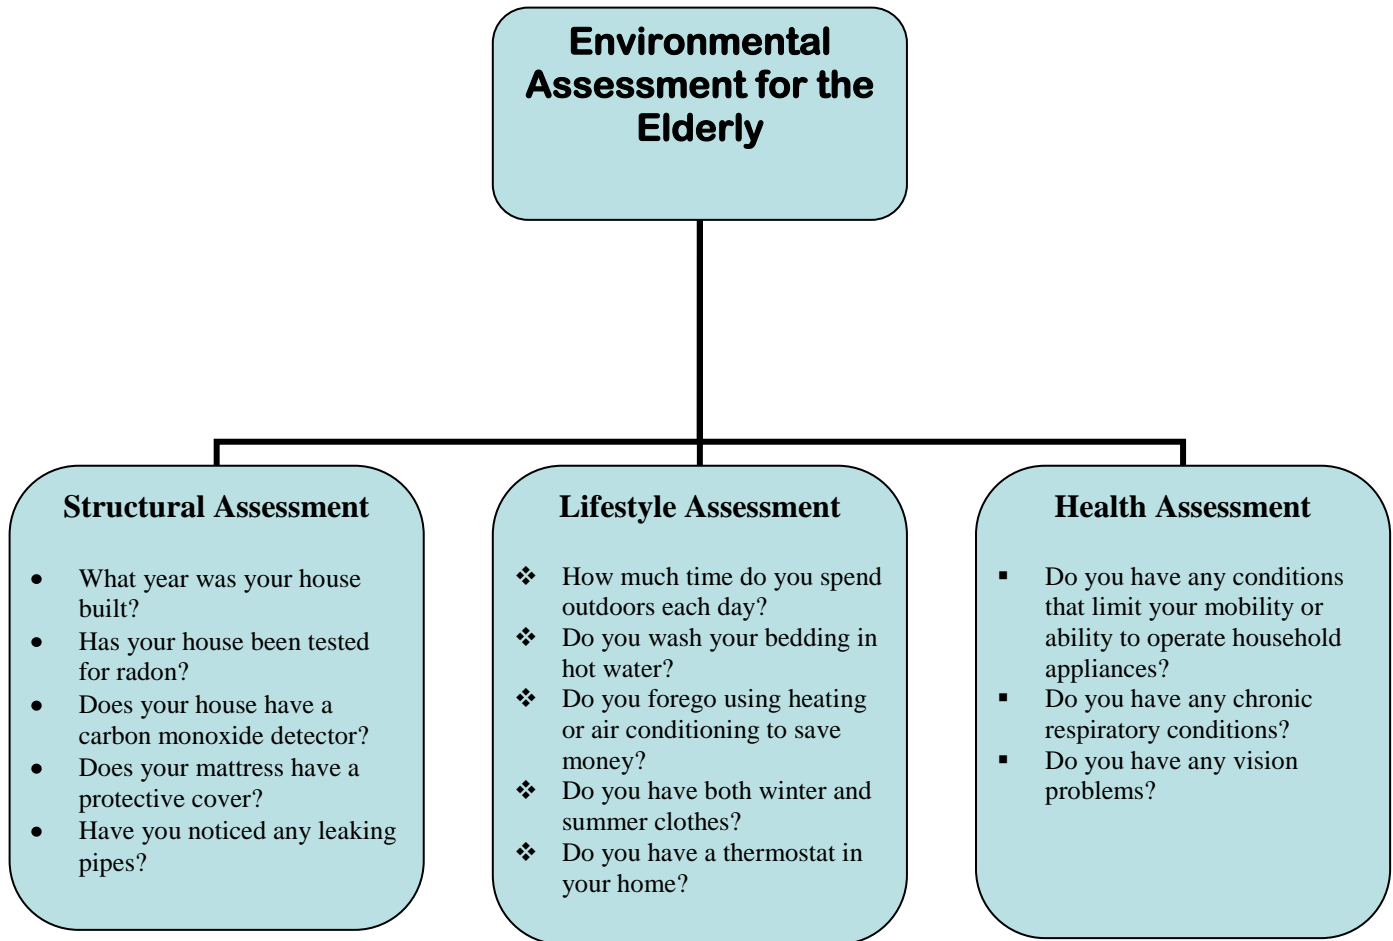 Environmental
Assessment for the
Elderly
Structural Assessment
• What year was your house
built?
• Has your house been tested
for radon?
• Does your house have a
carbon monoxide detector?
• Does your mattress have a
protective cover?
• Have you noticed any leaking
pipes?
Lifestyle Assessment
❖ How much time do you spend
outdoors each day?
❖ Do you wash your bedding in
hot water?
❖ Do you forego using heating
or air conditioning to save
money?
❖ Do you have both winter and
summer clothes?
❖ Do you have a thermostat in
your home?
Health Assessment
▪ Do you have any conditions
that limit your mobility or
ability to operate household
appliances?
▪ Do you have any chronic
respiratory conditions?
▪ Do you have any vision
problems?